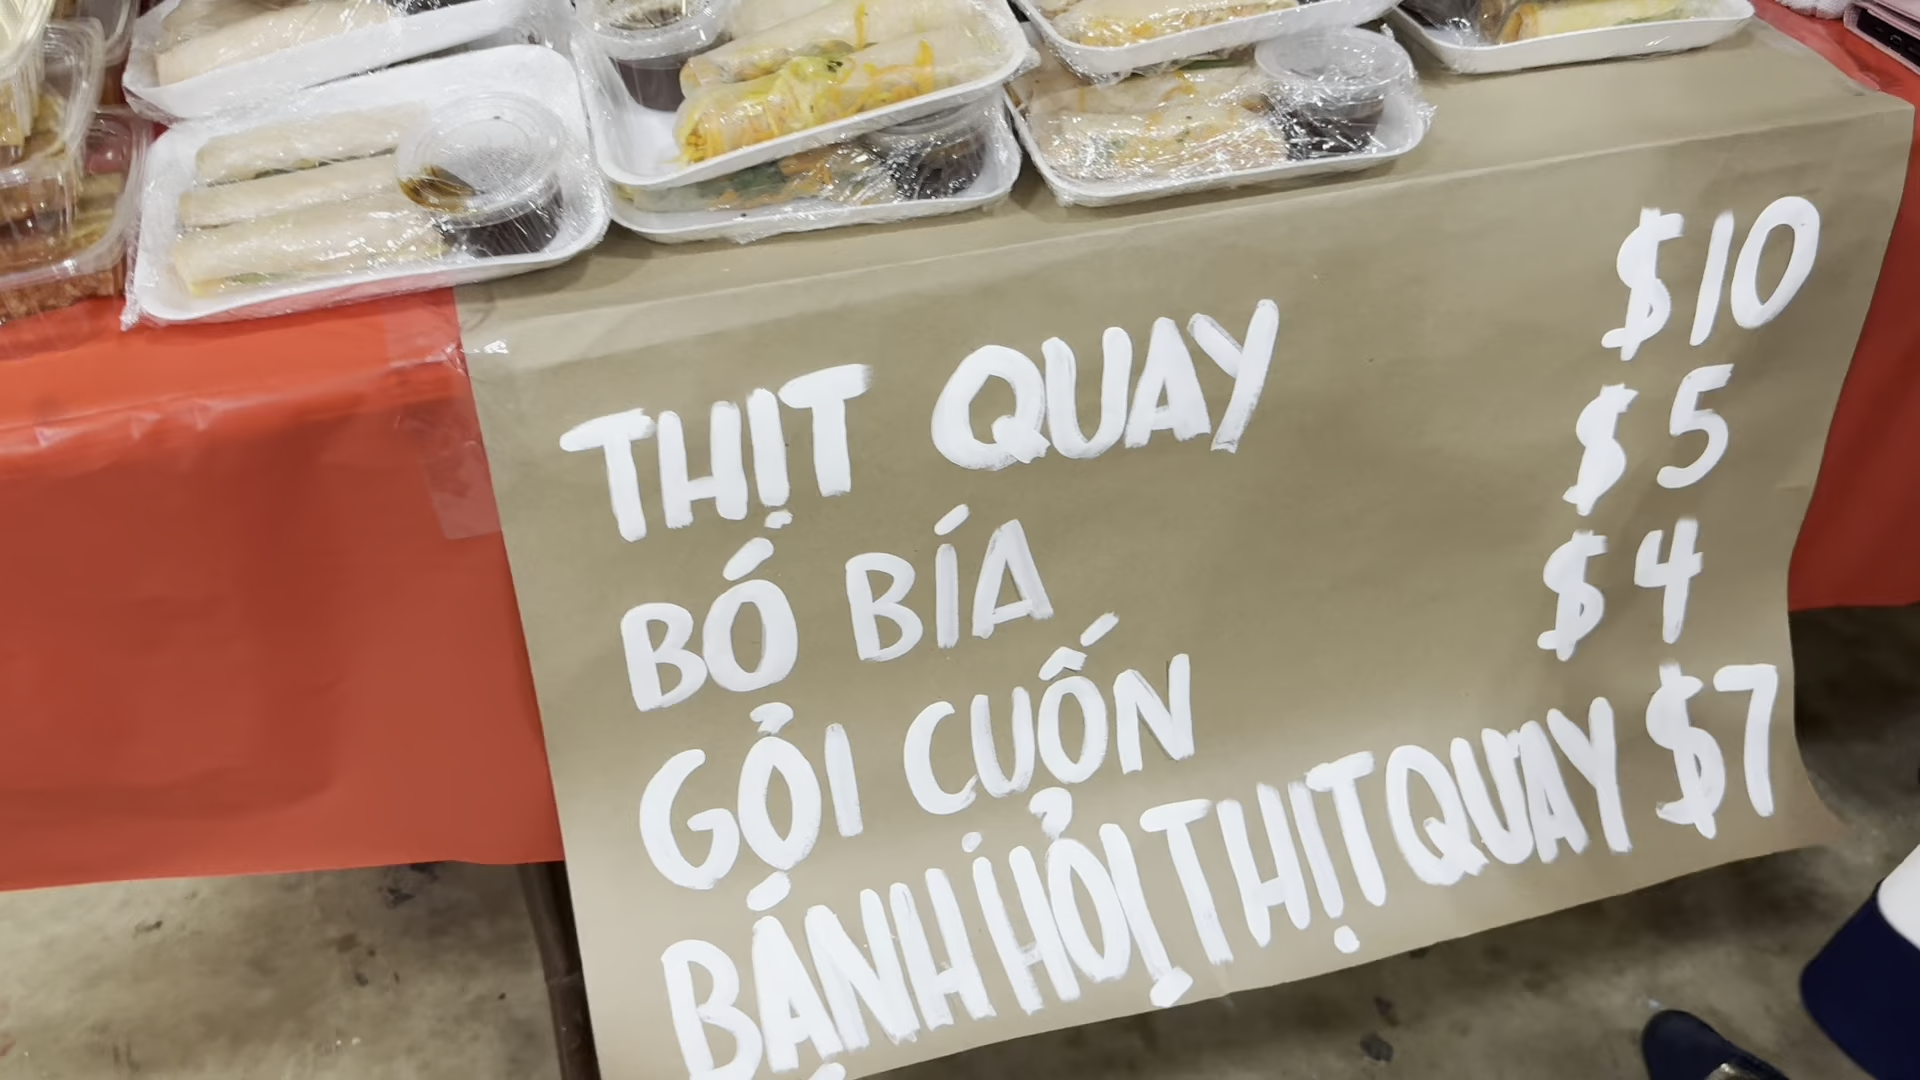 THỊT QUAY $10
BÓ BÍA $5
GỎI CUỐN $4
BÁNH HỎI THỊT QUAY $7